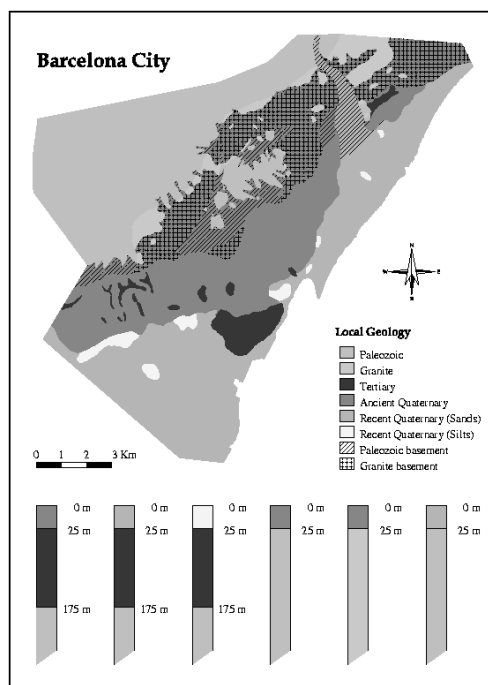 Barcelona City
N
W E
S
Local Geology
Paleozoic
Granite
Tertiary
Ancient Quaternary
Recent Quaternary (Sands)
Recent Quaternary (Silts)
Paleozoic basement
Granite basement
0 1 2 3 Km
0 m 0 m 0 m 0 m 0 m 0 m
25 m 25 m 25 m 25 m 25 m 25 m
175 m 175 m 175 m